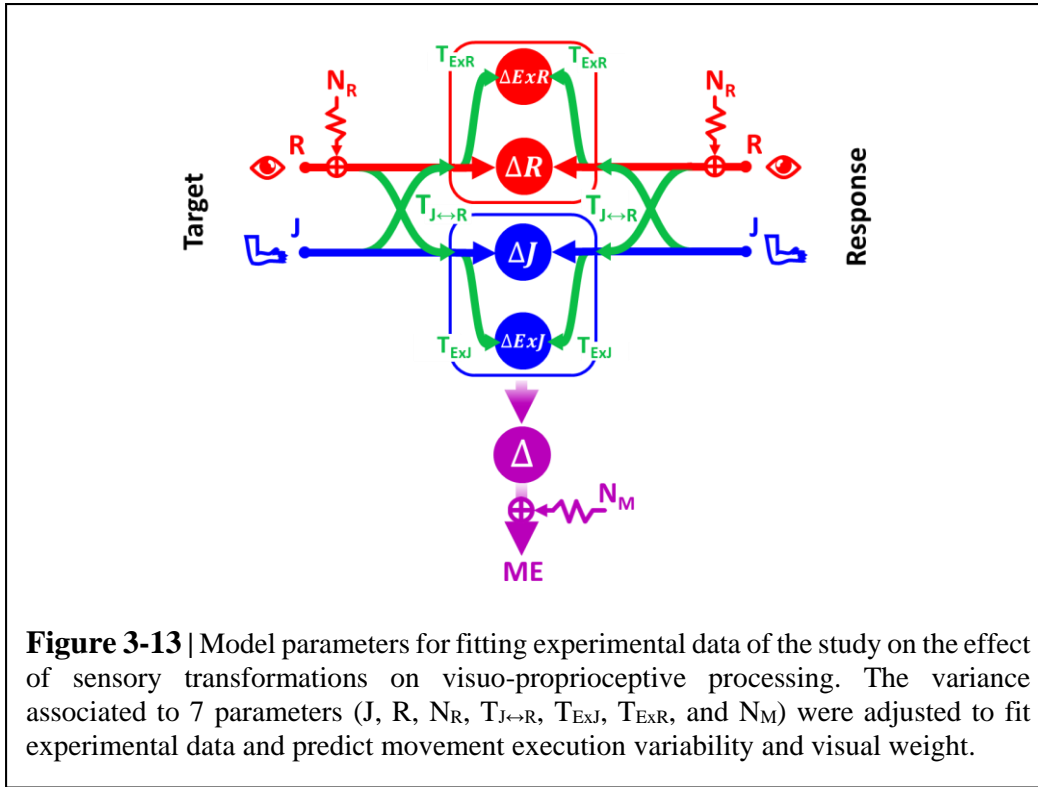 T_ExR T_ExR
ΔExR
N_R N_R
R ΔR R
Target T_J↔R T_J↔R Response
J ΔJ J
T_ExJ ΔExJ T_ExJ
Δ
N_M
ME
Figure 3-13 | Model parameters for fitting experimental data of the study on the effect
of sensory transformations on visuo-proprioceptive processing. The variance
associated to 7 parameters (J, R, N_R, T_J↔R, T_ExJ, T_ExR, and N_M) were adjusted to fit
experimental data and predict movement execution variability and visual weight.